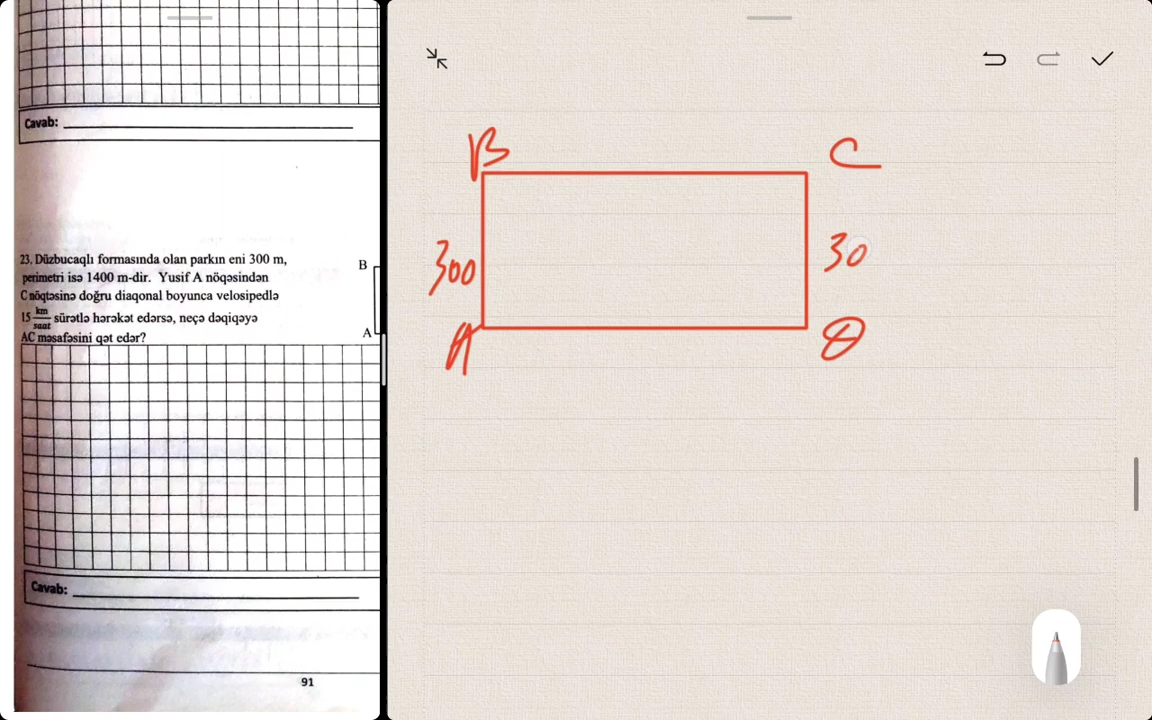 Cavab:
23. Düzbucaqlı formasında olan parkın eni 300 m,
perimetri isə 1400 m-dir. Yusif A nöqəsindən
C nöqtəsinə doğru diaqonal boyunca velosipedlə
15 km/saat sürətlə hərəkət edərsə, neçə dəqiqəyə
AC məsafəsini qət edər?
B
A
Cavab:
91
B C
300 30
A D